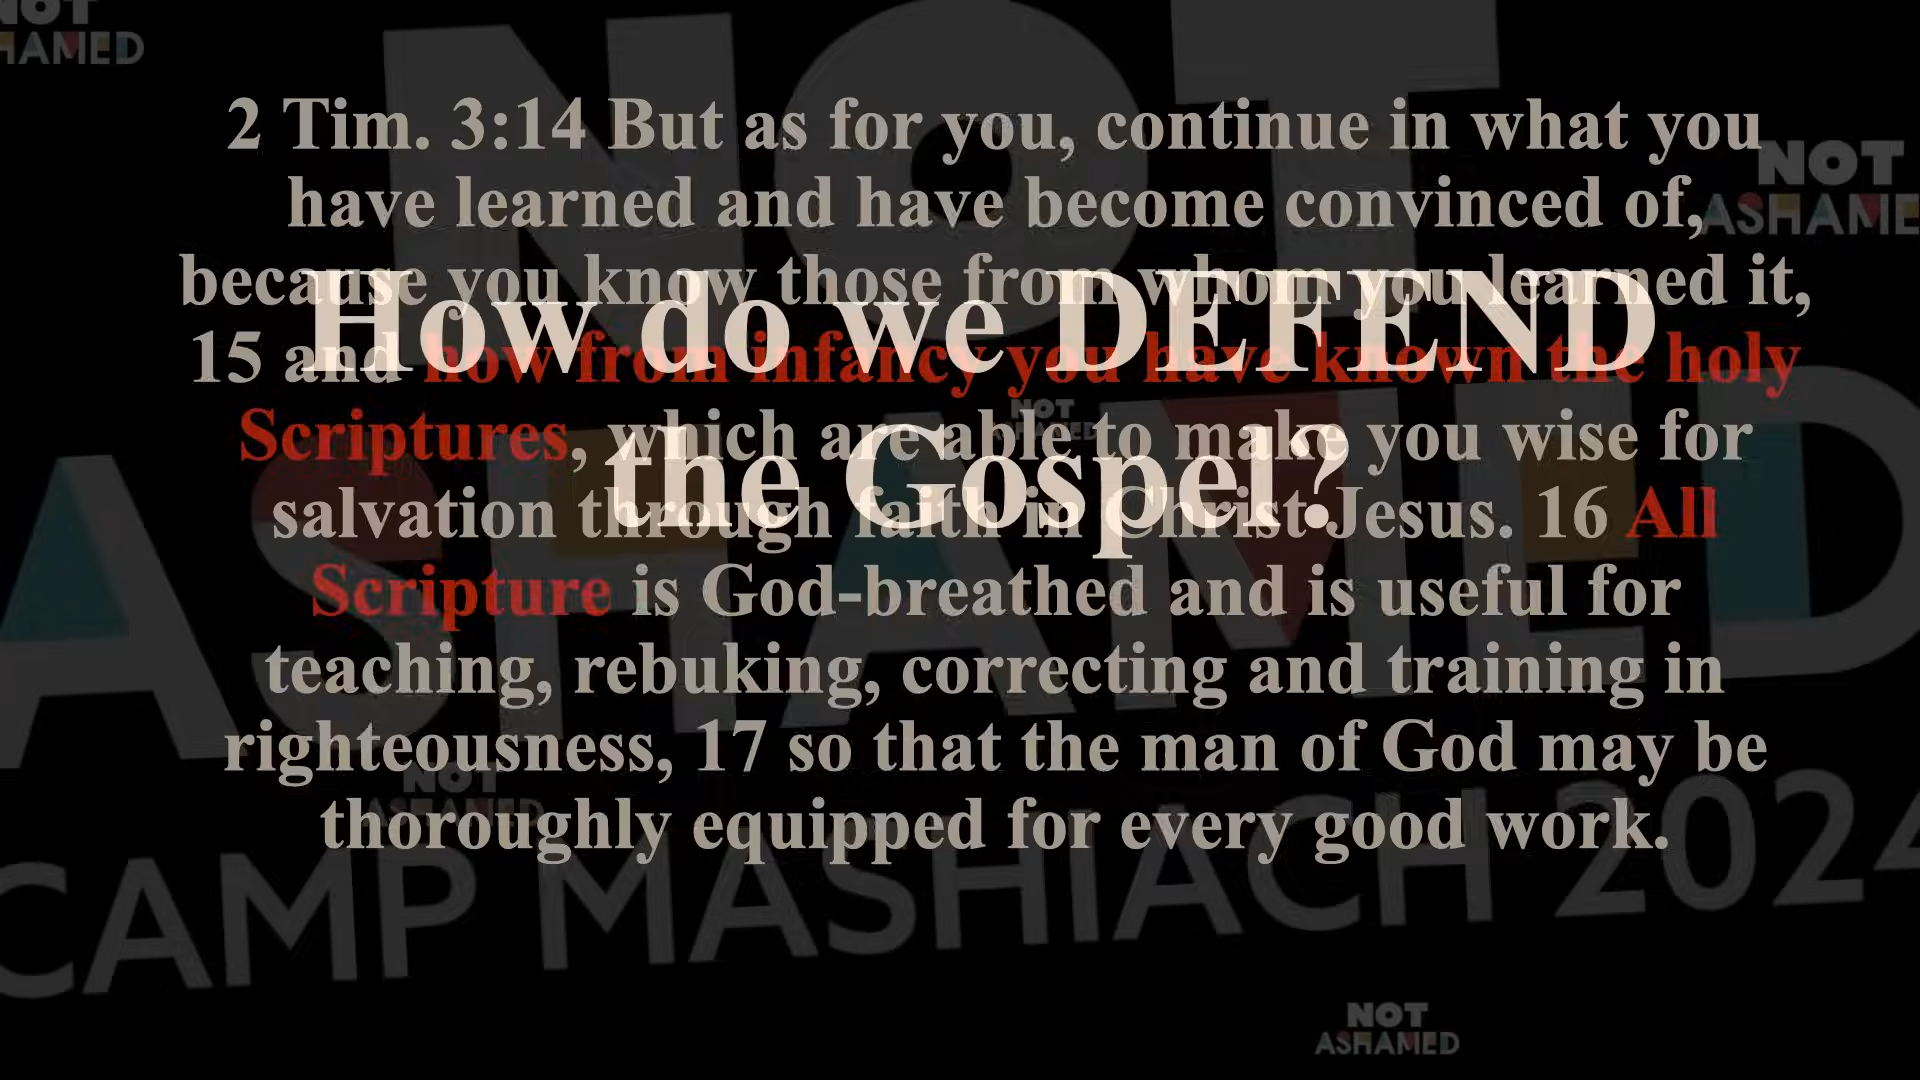 NOT
HAMED
NOT
2 Tim. 3:14 But as for you, continue in what you
have learned and have become convinced of,
because you know those from whom you learned it,
15 and how from infancy you have known the holy
Scriptures, which are able to make you wise for
salvation through faith in Christ Jesus. 16 All
Scripture is God-breathed and is useful for
teaching, rebuking, correcting and training in
righteousness, 17 so that the man of God may be
thoroughly equipped for every good work.
How do we DEFEND
the Gospel?
NOT
ASHAME
NOT
ASHAMED
ASHAMED
NOT
ASHAMED
CAMP MASHIACH 2024
NOT
ASHAMED